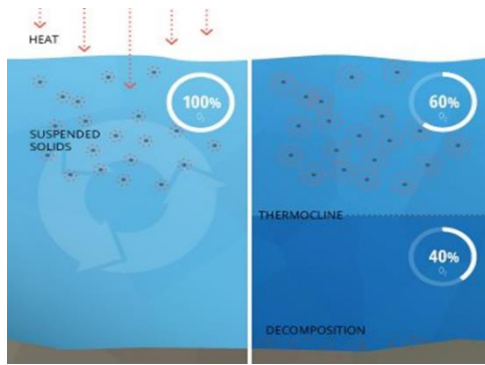 HEAT
100%
O₂
SUSPENDED
SOLIDS
60%
O₂
THERMOCLINE
40%
O₂
DECOMPOSITION